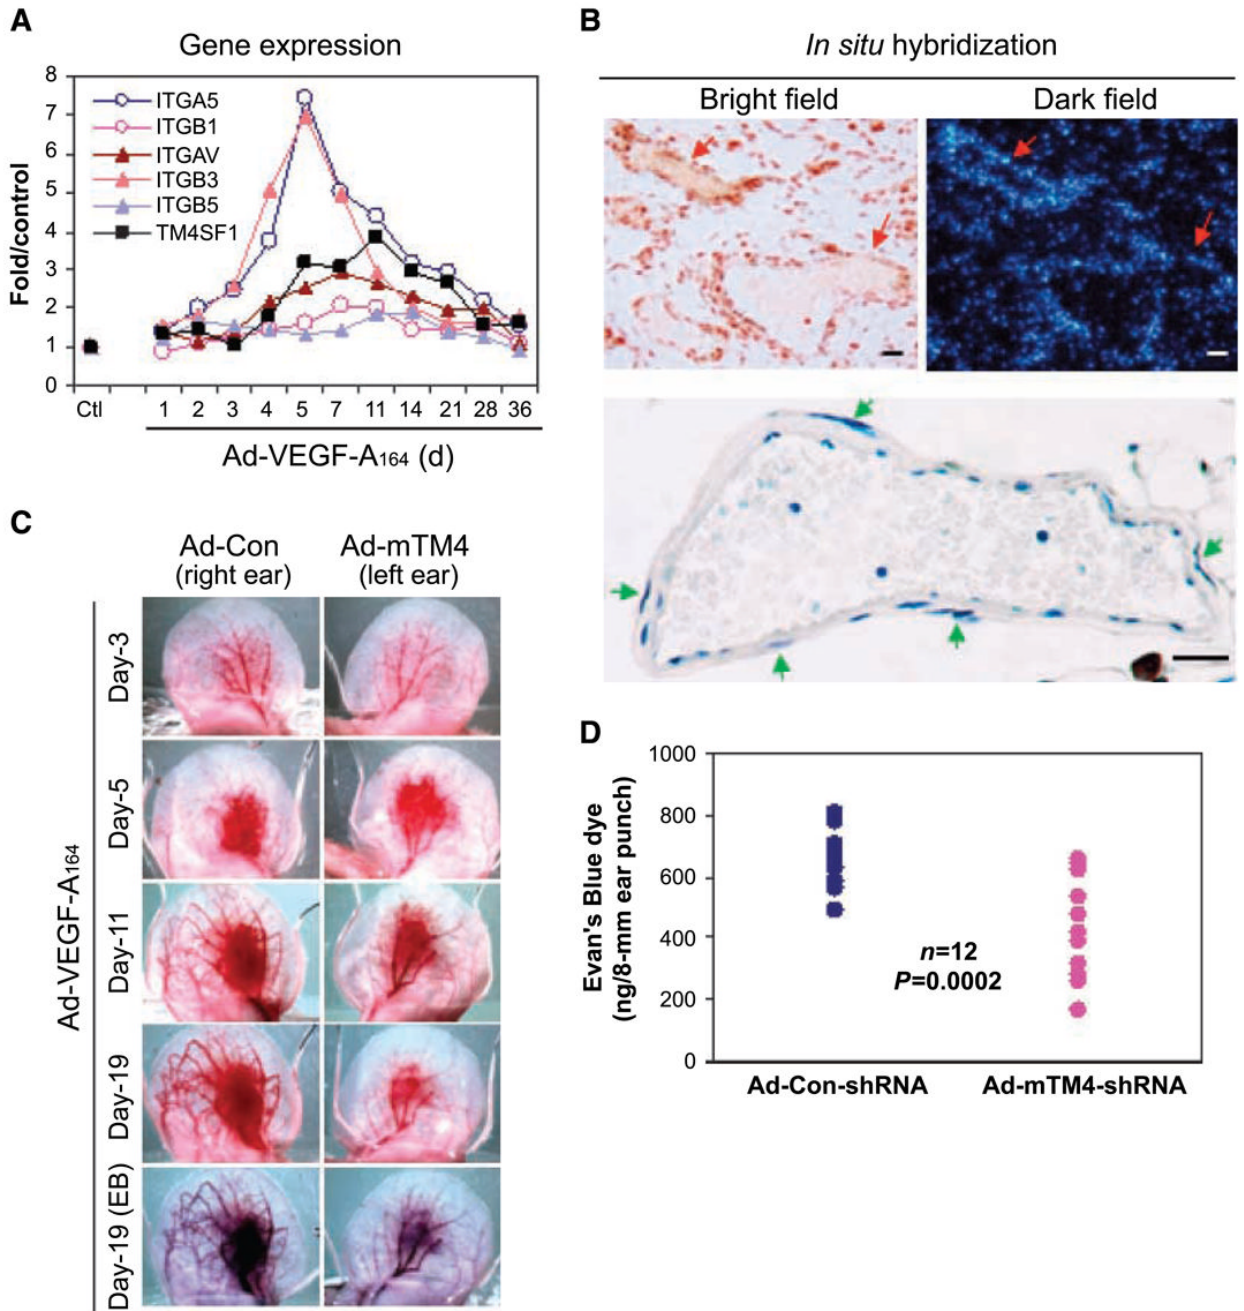 A
Gene expression
8
7
6
5
4
3
2
1
0
Fold/control
ITGA5
ITGB1
ITGAV
ITGB3
ITGB5
TM4SF1
Ctl 1 2 3 4 5 7 11 14 21 28 36
Ad-VEGF-A164 (d)
B
In situ hybridization
Bright field Dark field
C
Ad-Con Ad-mTM4
(right ear) (left ear)
Ad-VEGF-A164
Day-3
Day-5
Day-11
Day-19
Day-19 (EB)
D
Evan's Blue dye
(ng/8-mm ear punch)
1000
800
600
400
200
0
n=12
P=0.0002
Ad-Con-shRNA Ad-mTM4-shRNA